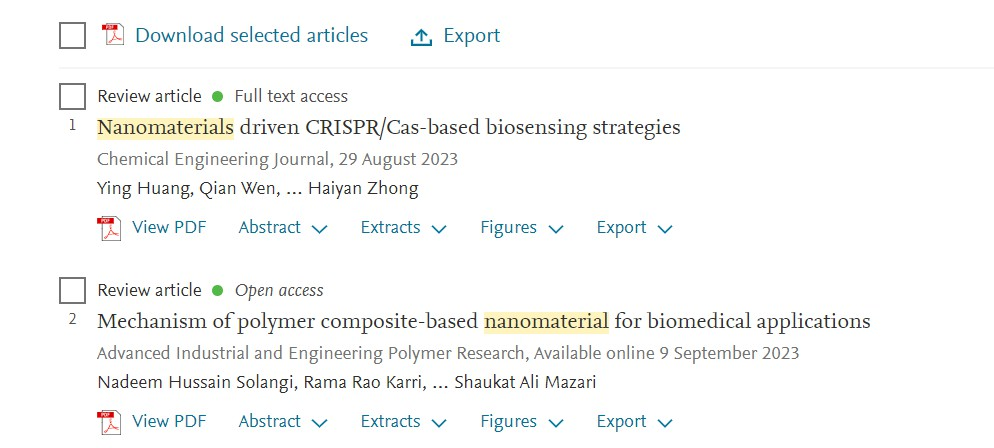 Download selected articles Export
Review article Full text access
1 Nanomaterials driven CRISPR/Cas-based biosensing strategies
Chemical Engineering Journal, 29 August 2023
Ying Huang, Qian Wen, … Haiyan Zhong
PDF View PDF Abstract Extracts Figures Export
Review article Open access
2 Mechanism of polymer composite-based nanomaterial for biomedical applications
Advanced Industrial and Engineering Polymer Research, Available online 9 September 2023
Nadeem Hussain Solangi, Rama Rao Karri, … Shaukat Ali Mazari
PDF View PDF Abstract Extracts Figures Export